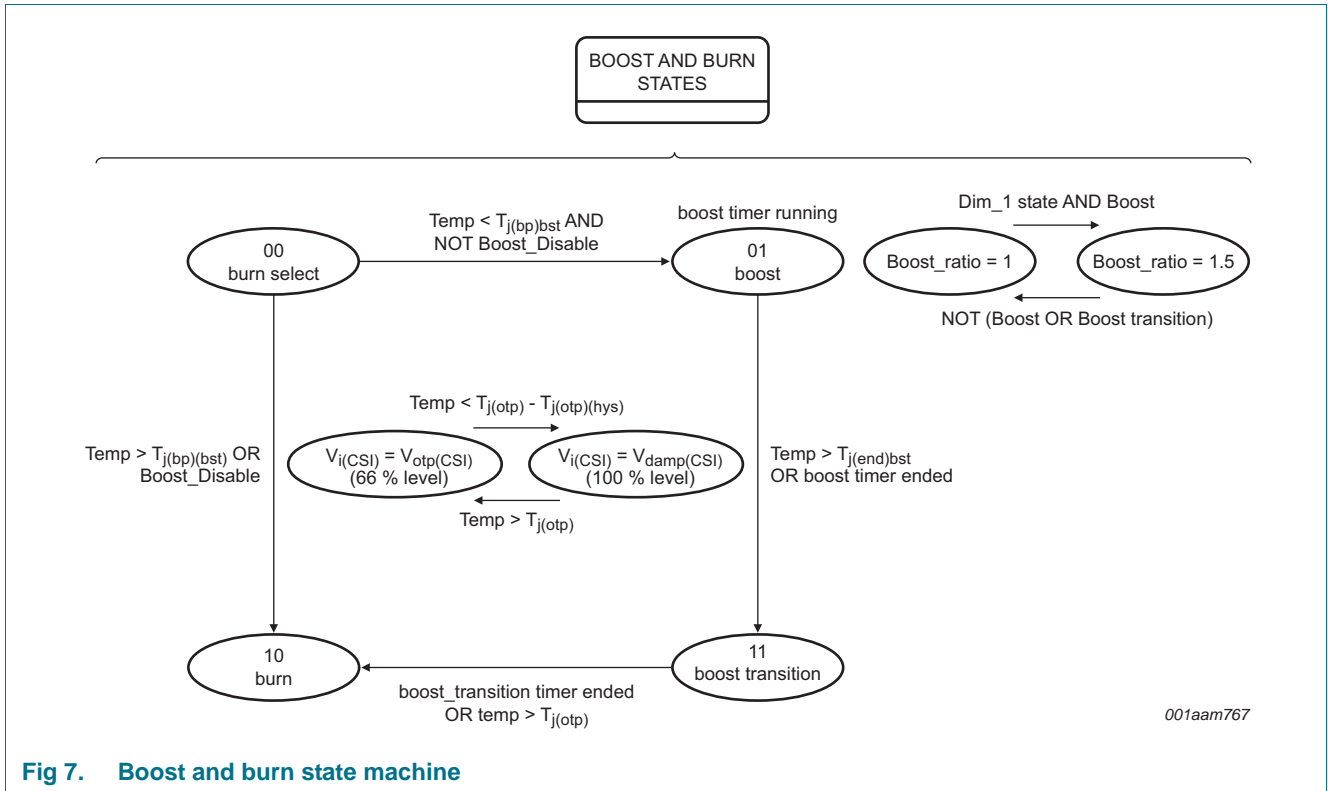 BOOST AND BURN
STATES
Temp < Tj(bp)bst AND
NOT Boost_Disable
boost timer running
Dim_1 state AND Boost
00
burn select
01
boost
Boost_ratio = 1
Boost_ratio = 1.5
NOT (Boost OR Boost transition)
Temp < Tj(otp) - Tj(otp)(hys)
Temp > Tj(bp)(bst) OR
Boost_Disable
Vi(CSI) = Votp(CSI)
(66 % level)
Vi(CSI) = Vdamp(CSI)
(100 % level)
Temp > Tj(end)bst
OR boost timer ended
Temp > Tj(otp)
10
burn
11
boost transition
boost_transition timer ended
OR temp > Tj(otp)
001aam767
Fig 7. Boost and burn state machine